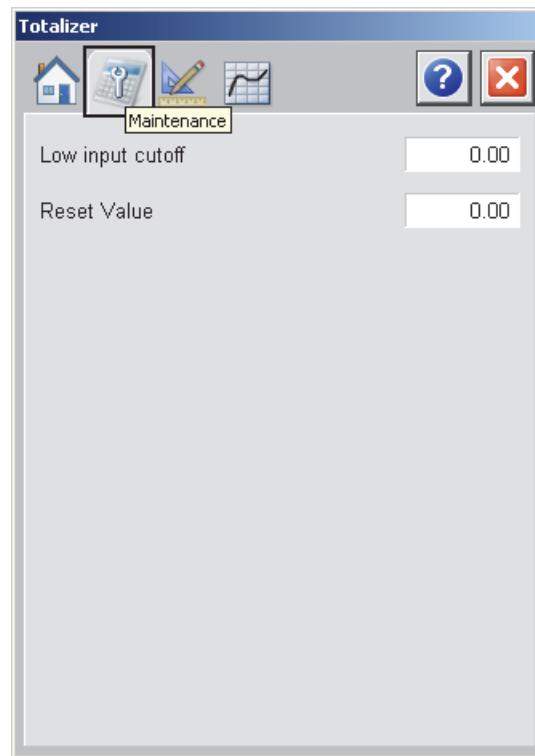 Totalizer
?
Maintenance
Low input cutoff 0.00
Reset Value 0.00